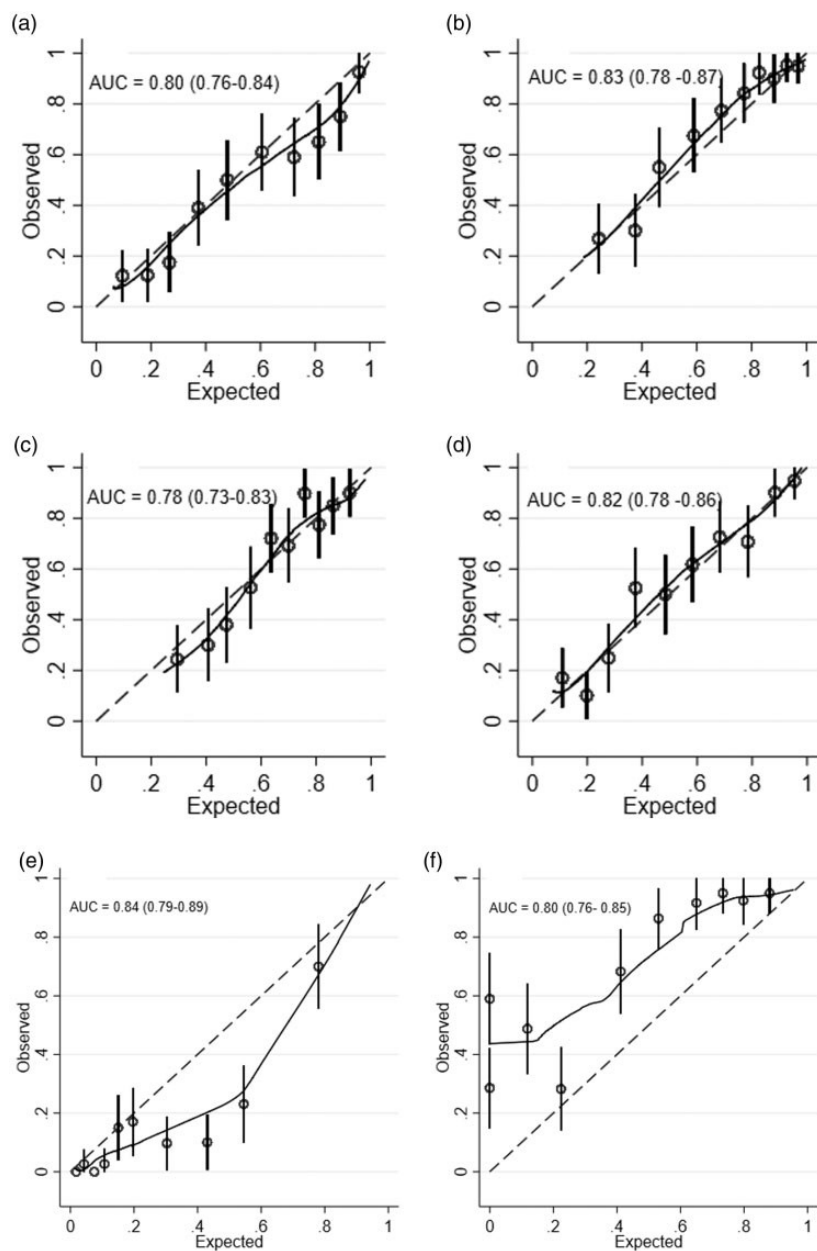 (a)
AUC = 0.80 (0.76-0.84)
Observed
0 .2 .4 .6 .8 1
0 .2 .4 .6 .8 1
Expected
(b)
AUC = 0.83 (0.78 -0.87)
Observed
0 .2 .4 .6 .8 1
0 .2 .4 .6 .8 1
Expected
(c)
AUC = 0.78 (0.73-0.83)
Observed
0 .2 .4 .6 .8 1
0 .2 .4 .6 .8 1
Expected
(d)
AUC = 0.82 (0.78 -0.86)
Observed
0 .2 .4 .6 .8 1
0 .2 .4 .6 .8 1
Expected
(e)
AUC = 0.84 (0.79-0.89)
Observed
0 .2 .4 .6 .8 1
0 .2 .4 .6 .8 1
Expected
(f)
AUC = 0.80 (0.76- 0.85)
Observed
0 .2 .4 .6 .8 1
0 .2 .4 .6 .8 1
Expected